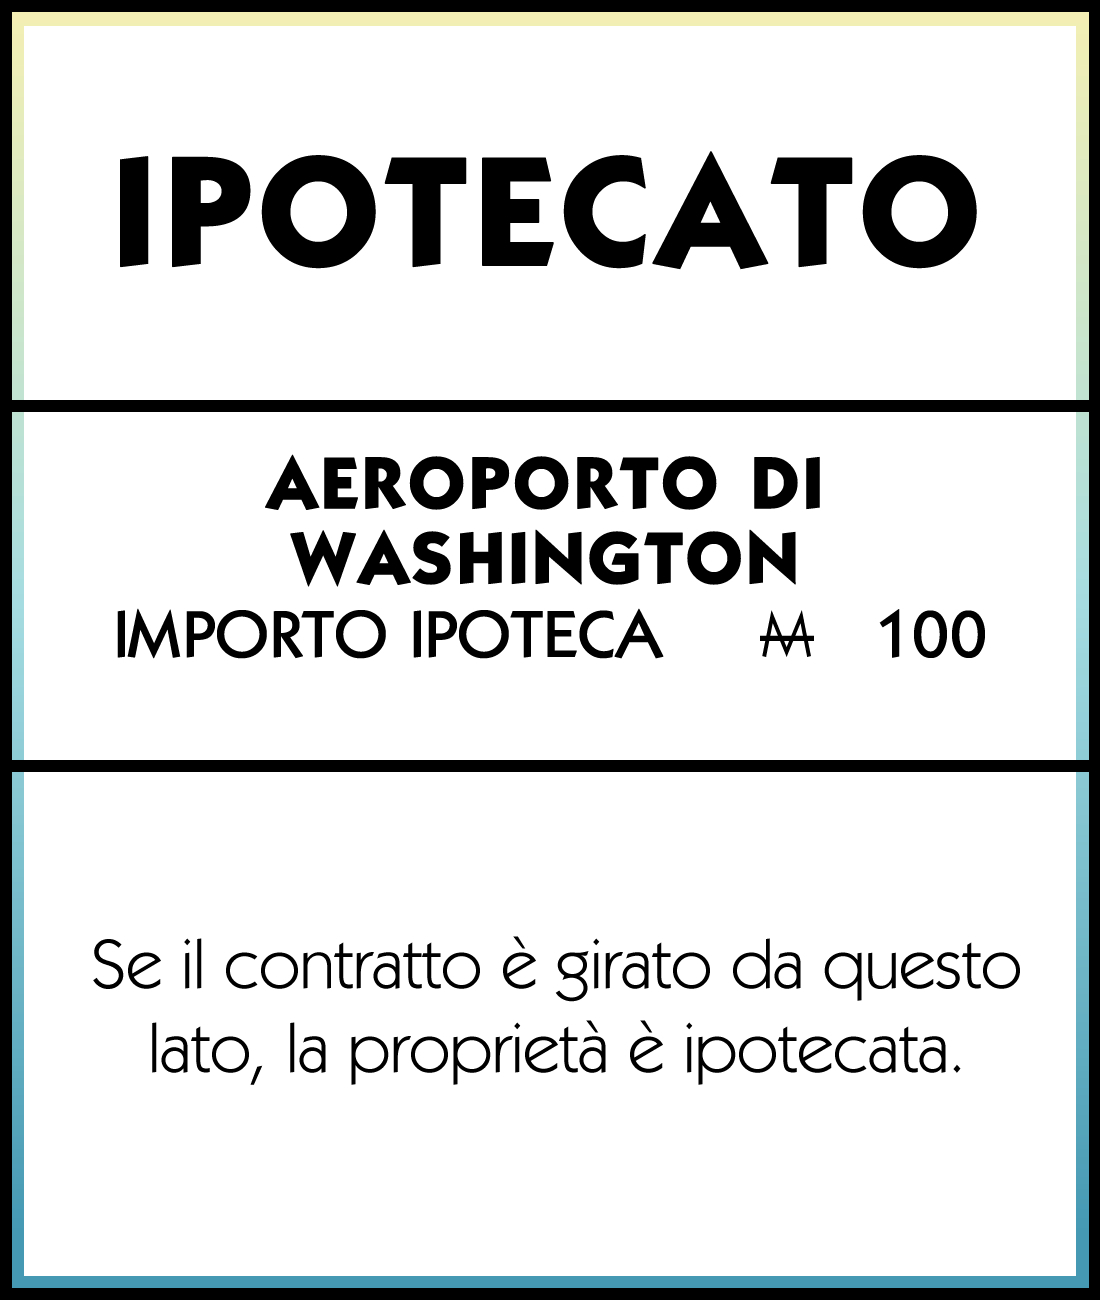 IPOTECATO
AEROPORTO DI
WASHINGTON
IMPORTO IPOTECA M 100
Se il contratto è girato da questo
lato, la proprietà è ipotecata.